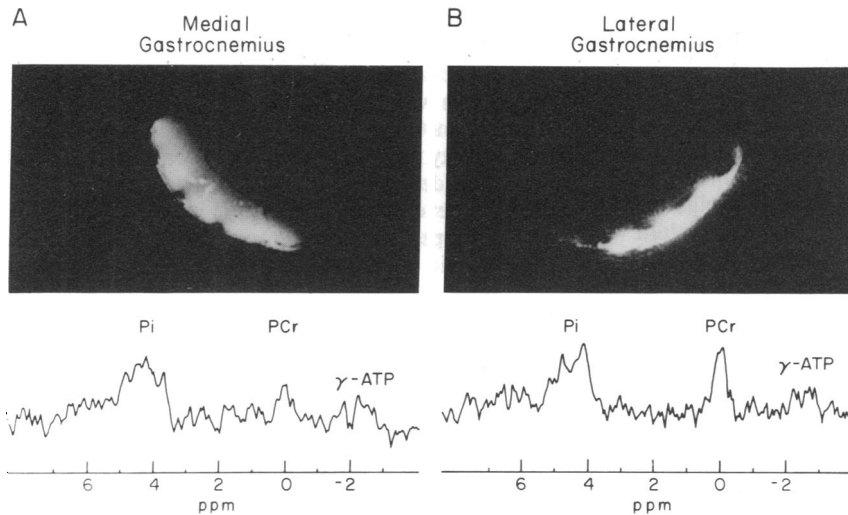 A
Medial
Gastrocnemius
B
Lateral
Gastrocnemius
Pi
PCr
γ-ATP
6 4 2 0 -2
ppm
Pi
PCr
γ-ATP
6 4 2 0 -2
ppm